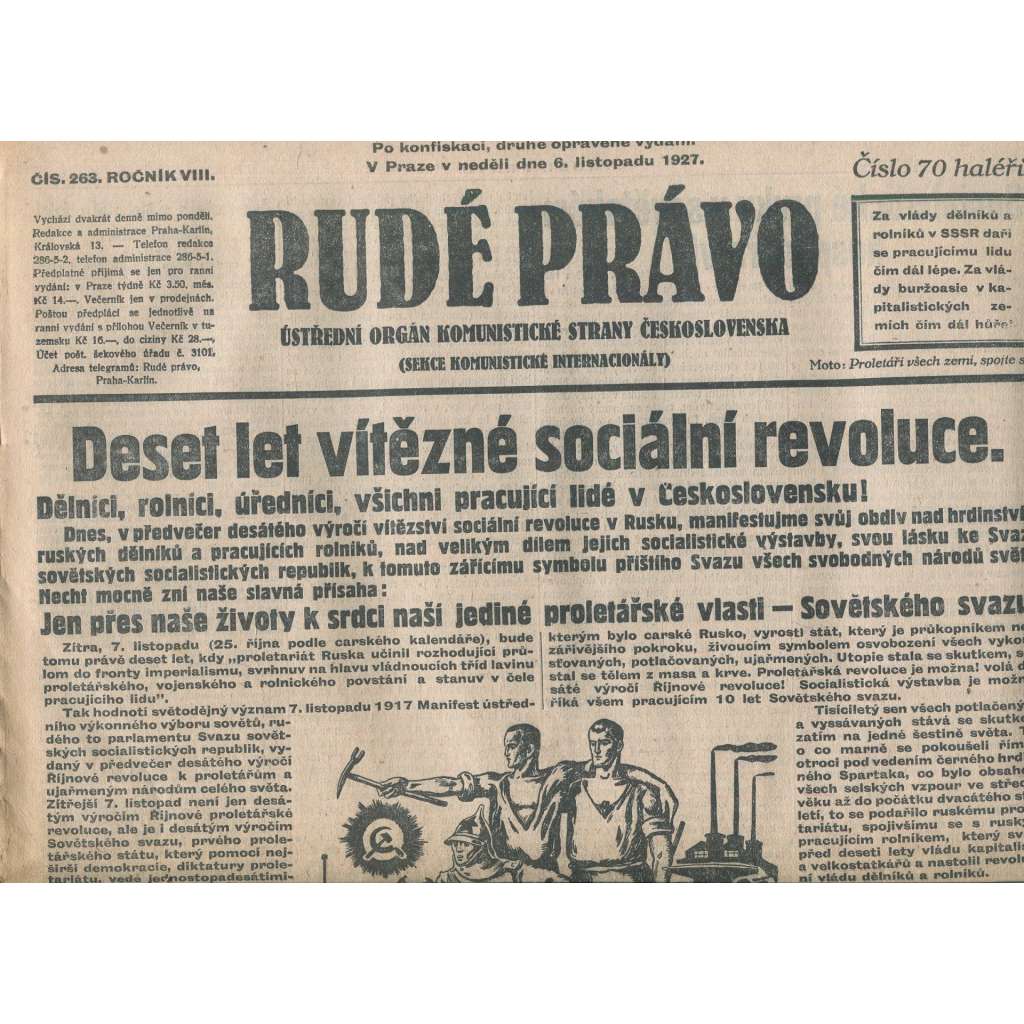 Po konfiskaci, druhé opravené vydání.
V Praze v neděli dne 6. listopadu 1927.
ČÍS. 263. ROČNÍK VIII.
Číslo 70 haléřů
Vychází dvakrát denně mimo pondělí.
Redakce a administrace Praha-Karlín,
Královská 13. — Telefon redakce
286-5-2, telefon administrace 286-5-1.
Předplatné přijímá se jen pro ranní
vydání: v Praze týdně Kč 3.50, měs.
Kč 14.—, Večerník jen v prodejnách.
Poštou předplácí se jednotlivě na
ranní vydání s přílohou Večerník v tu-
zemsku Kč 16.—, do ciziny Kč 28.—,
Účet pošt. šekového úřadu č. 3101,
Adresa telegramů: Rudé právo,
Praha-Karlín.
RUDÉ PRÁVO
ÚSTŘEDNÍ ORGÁN KOMUNISTICKÉ STRANY ČESKOSLOVENSKA
(SEKCE KOMUNISTICKÉ INTERNACIONÁLY)
Za vlády dělníků a
rolníků v SSSR daří
se pracujícímu lidu
čím dál lépe. Za vlá-
dy buržoasie v ka-
pitalistických ze-
mích čím dál hůře!
Moto: Proletáři všech zemí, spojte s
Deset let vítězné sociální revoluce.
Dělníci, rolníci, úředníci, všichni pracující lidé v Československu!
Dnes, v předvečer desátého výročí vítězství sociální revoluce v Rusku, manifestujme svůj obdiv nad hrdinství
ruských dělníků a pracujících rolníků, nad velikým dílem jejich socialistické výstavby, svou lásku ke Svaz
sovětských socialistických republik, k tomuto zářícímu symbolu příštího Svazu všech svobodných národů svět
Nechť mocně zní naše slavná přísaha:
Jen přes naše životy k srdci naší jediné proletářské vlasti — Sovětského svazu
Zítra, 7. listopadu (25. října podle carského kalendáře), bude
tomu právě deset let, kdy „proletariát Ruska učinil rozhodující prů-
lom do fronty imperialismu, svrhnuv na hlavu vládnoucích tříd lavinu
proletářského, vojenského a rolnického povstání a stanuv v čele
pracujícího lidu".
Tak hodnotí světodějný význam 7. listopadu 1917 Manifest ústřed-
ního výkonného výboru sovětů, ru-
dého to parlamentu Svazu sovět-
ských socialistických republik, vy-
daný v předvečer desátého výročí
Říjnové revoluce k proletářům a
ujařmeným národům celého světa.
Zítřejší 7. listopad není jen desá-
tým výročím Říjnové proletářské
revoluce, ale je i desátým výročím
Sovětského svazu, prvého prole-
tářského státu, který pomocí nej-
širší demokracie, diktatury prole-
tariátu, vede jednostopadesátimi-
kterým bylo carské Rusko, vyrostl stát, který je průkopníkem ne
zářivějšího pokroku, živoucím symbolem osvobození všech vykoř
sťovaných, potlačovaných, ujařmených. Utopie stala se skutkem, s
stal se tělem z masa a krve. Proletářská revoluce je možna! volá d
sáté výročí Říjnové revoluce! Socialistická výstavba je možn
říká všem pracujícím 10 let Sovětského svazu.
Tisíciletý sen všech potlačený
a vyssávaných stává se skutke
zatím na jedné šestině světa. T
o co marně se pokoušeli řím
otroci pod vedením černého hrd
ného Spartaka, co bylo obsahe
všech selských vzpour ve střed
věku až do počátku dvacátého st
letí, to se podařilo ruskému pro
tariátu, spojivšímu se s rusk
pracujícím rolníkem, který sv
před deseti lety vládu kapitalis
a velkostatkářů a nastolil revolu
ní vládu dělníků a rolníků.